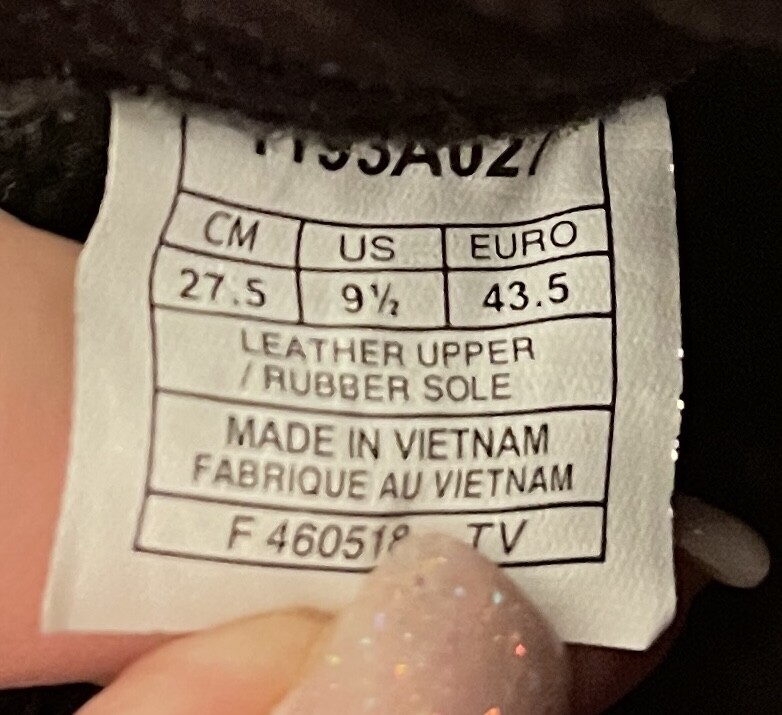 1193A027
CM US EURO
27.5 9½ 43.5
LEATHER UPPER
/ RUBBER SOLE
MADE IN VIETNAM
FABRIQUE AU VIETNAM
F 460518 TV